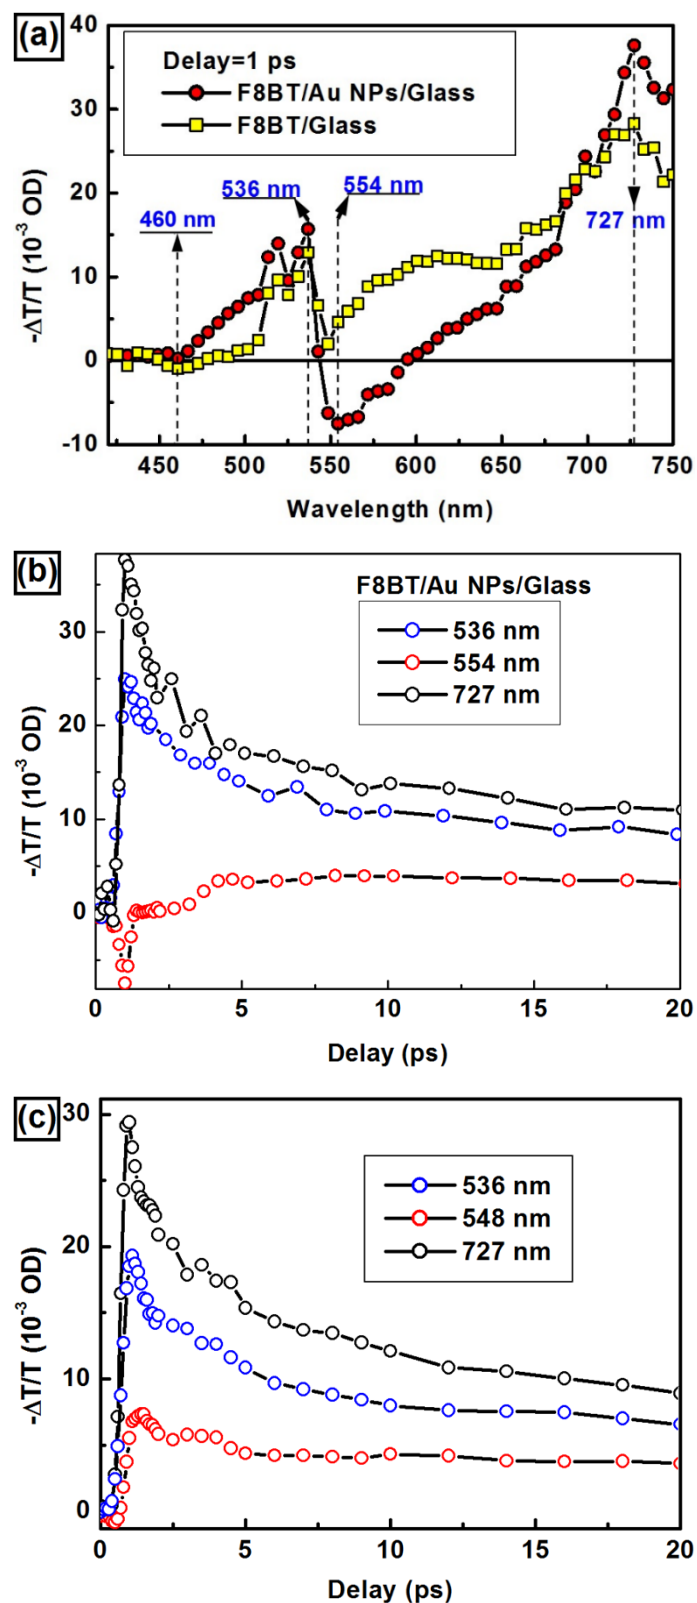 (a)
Delay=1 ps
F8BT/Au NPs/Glass
F8BT/Glass
460 nm
536 nm
554 nm
727 nm
-ΔT/T (10⁻³ OD)
40
30
20
10
0
-10
450 500 550 600 650 700 750
Wavelength (nm)
(b)
F8BT/Au NPs/Glass
536 nm
554 nm
727 nm
-ΔT/T (10⁻³ OD)
30
20
10
0
0 5 10 15 20
Delay (ps)
(c)
536 nm
548 nm
727 nm
-ΔT/T (10⁻³ OD)
30
20
10
0
0 5 10 15 20
Delay (ps)